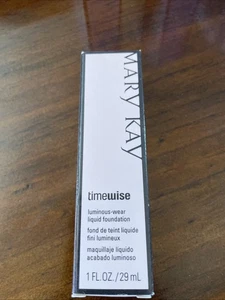 MARY KAY
timewise
luminous-wear
liquid foundation
fond de teint liquide
fini lumineux
maquillaje líquido
acabado luminoso
1 FL. OZ. / 29 mL